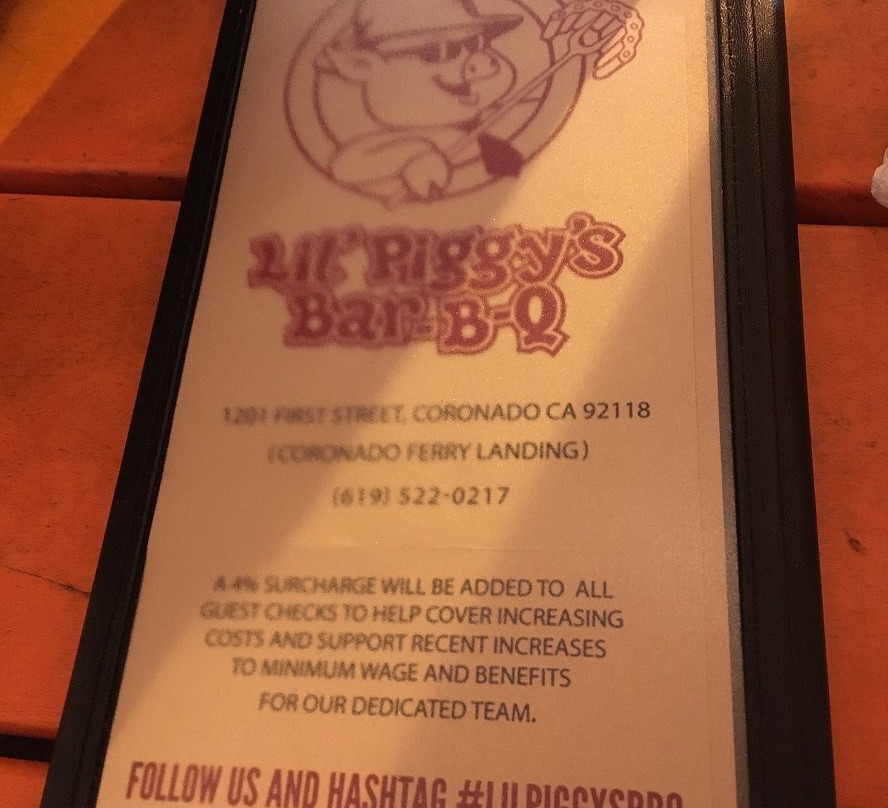 Lil' Piggy's
Bar-B-Q
1201 FIRST STREET, CORONADO CA 92118
(CORONADO FERRY LANDING)
(619) 522-0217
A 4% SURCHARGE WILL BE ADDED TO ALL
GUEST CHECKS TO HELP COVER INCREASING
COSTS AND SUPPORT RECENT INCREASES
TO MINIMUM WAGE AND BENEFITS
FOR OUR DEDICATED TEAM.
FOLLOW US AND HASHTAG #LILPIGGYSBBQ